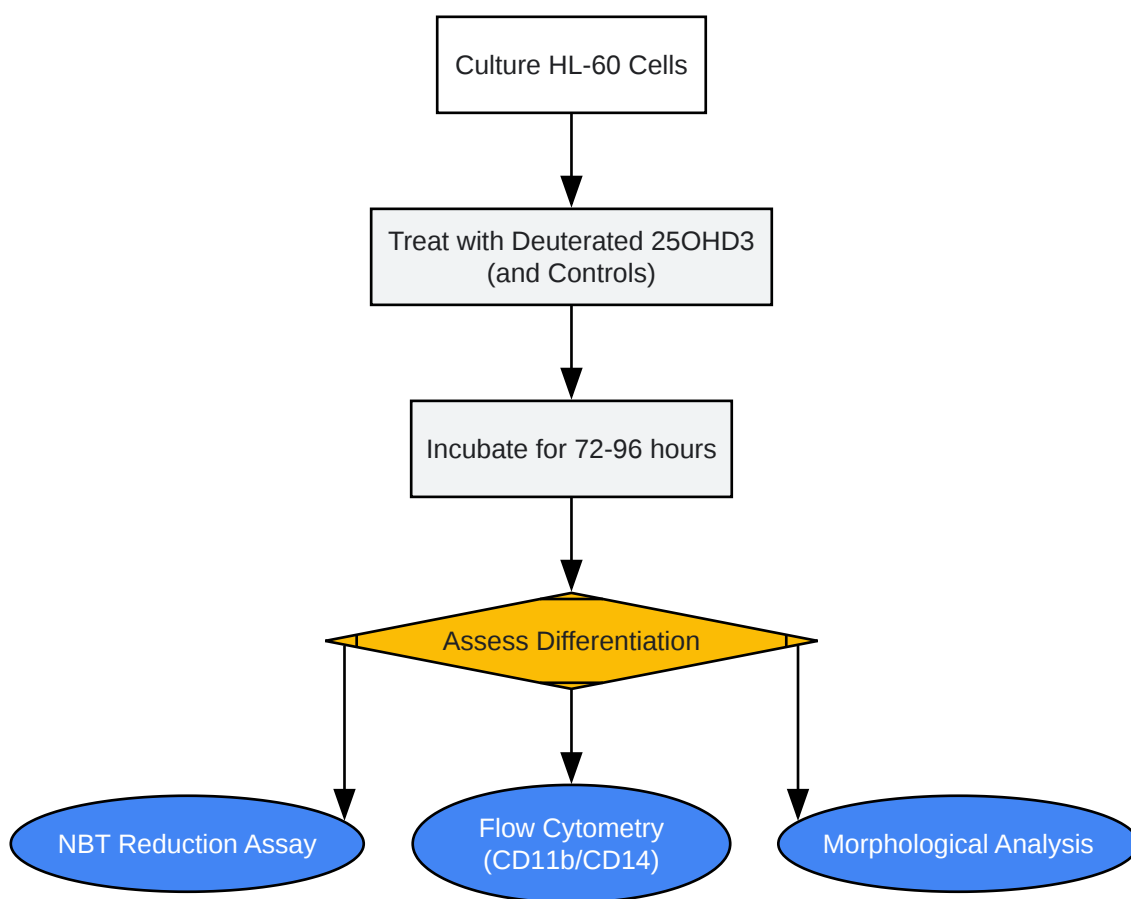 Culture HL-60 Cells
Treat with Deuterated 25OHD3
(and Controls)
Incubate for 72-96 hours
Assess Differentiation
NBT Reduction Assay
Flow Cytometry
(CD11b/CD14)
Morphological Analysis